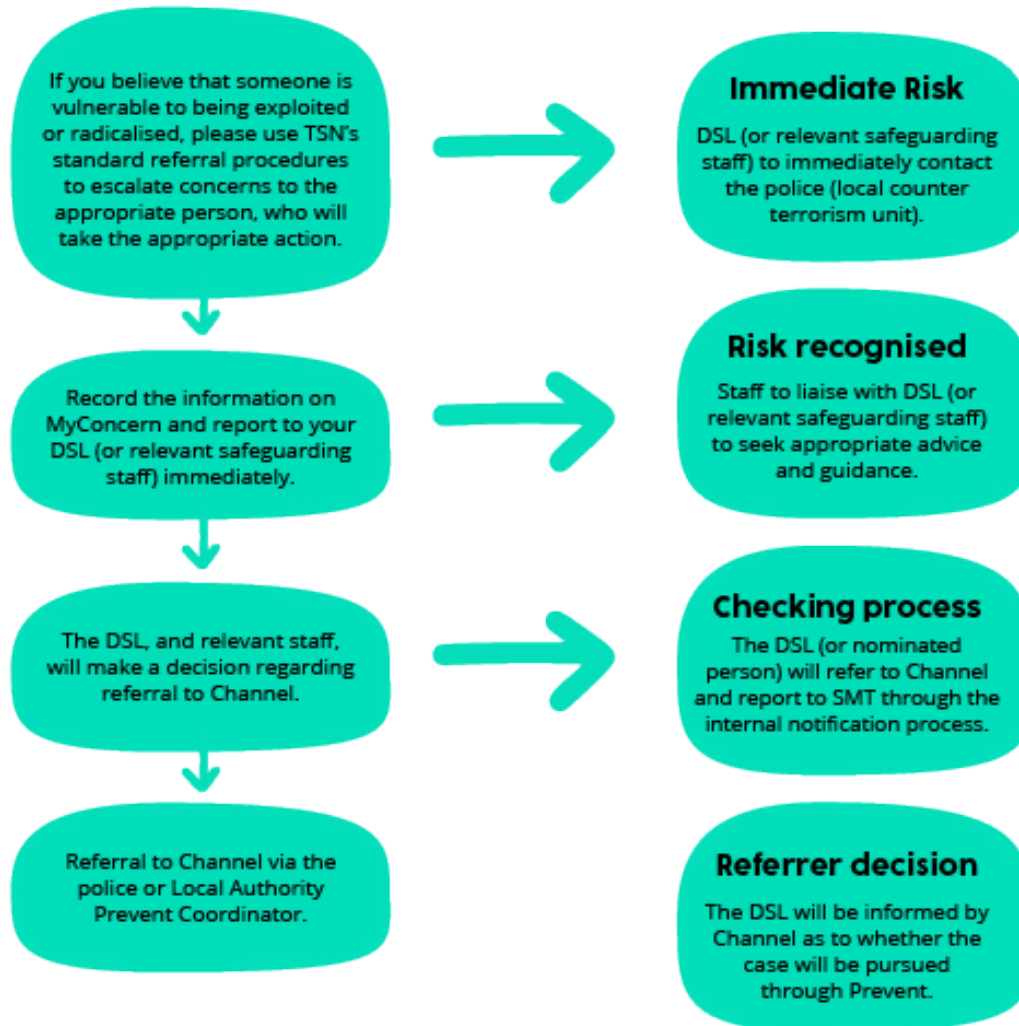 If you believe that someone is
vulnerable to being exploited
or radicalised, please use TSN's
standard referral procedures
to escalate concerns to the
appropriate person, who will
take the appropriate action.
Immediate Risk
DSL (or relevant safeguarding
staff) to immediately contact
the police (local counter
terrorism unit).
Record the information on
MyConcern and report to your
DSL (or relevant safeguarding
staff) immediately.
Risk recognised
Staff to liaise with DSL (or
relevant safeguarding staff)
to seek appropriate advice
and guidance.
The DSL, and relevant staff,
will make a decision regarding
referral to Channel.
Checking process
The DSL (or nominated
person) will refer to Channel
and report to SMT through the
internal notification process.
Referral to Channel via the
police or Local Authority
Prevent Coordinator.
Referrer decision
The DSL will be informed by
Channel as to whether the
case will be pursued
through Prevent.